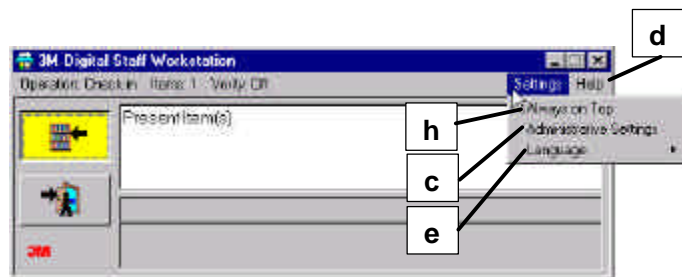 d
3M Digital Staff Workstation
Operation: Check in Items: 1 Verify: Off
Settings Help
Present Item(s)
Always on Top
h
Administrative Settings
Language
c
e
3M